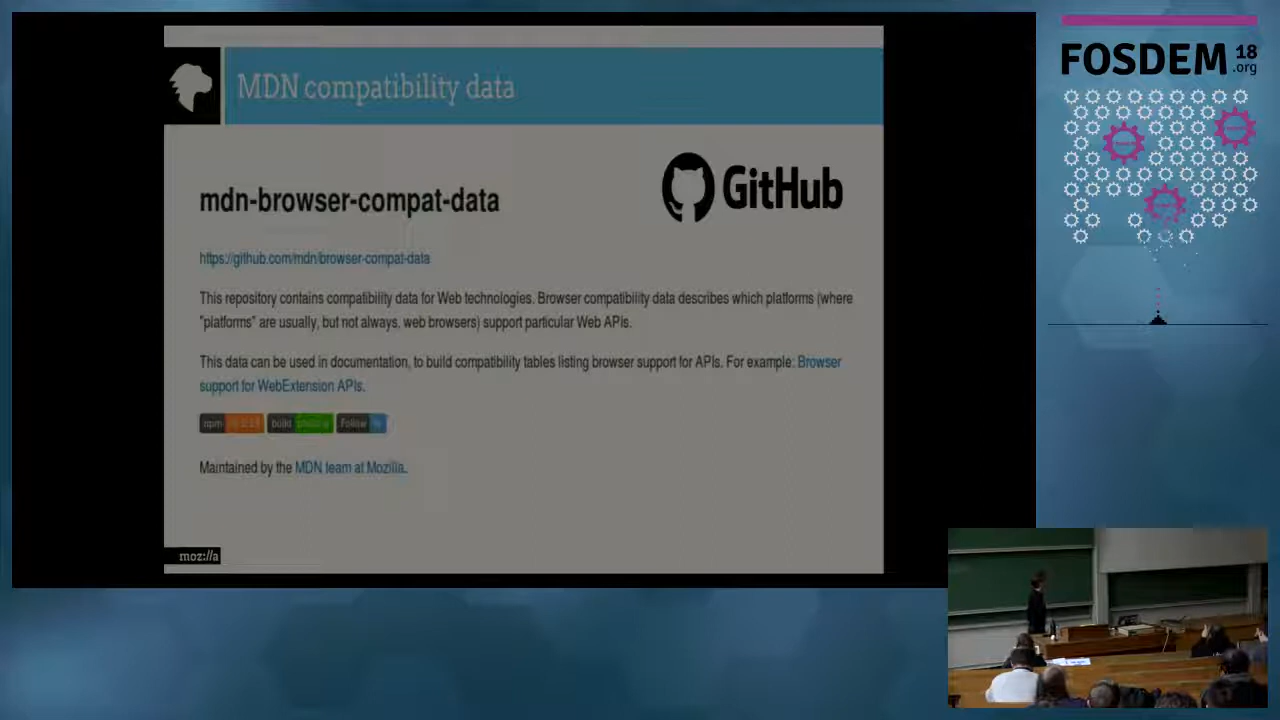 MDN compatibility data
FOSDEM 18
.org
GitHub
mdn-browser-compat-data
https://github.com/mdn/browser-compat-data
This repository contains compatibility data for Web technologies. Browser compatibility data describes which platforms (where
"platforms" are usually, but not always, web browsers) support particular Web APIs.
This data can be used in documentation, to build compatibility tables listing browser support for APIs. For example: Browser
support for WebExtension APIs.
npm build Follow
Maintained by the MDN team at Mozilla.
moz://a